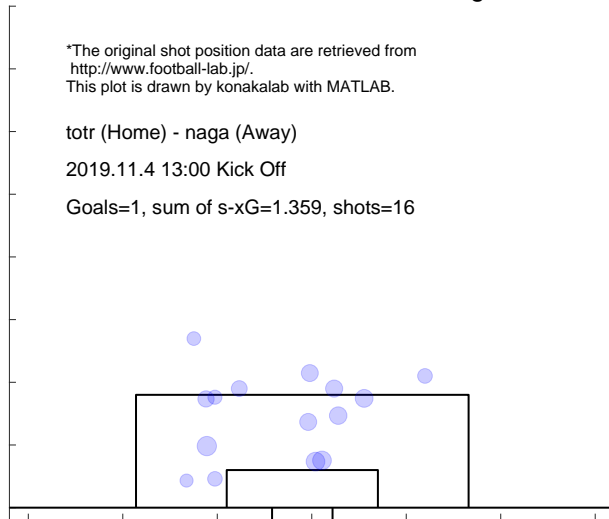 *The original shot position data are retrieved from
http://www.football-lab.jp/.
This plot is drawn by konakalab with MATLAB.
totr (Home) - naga (Away)
2019.11.4 13:00 Kick Off
Goals=1, sum of s-xG=1.359, shots=16